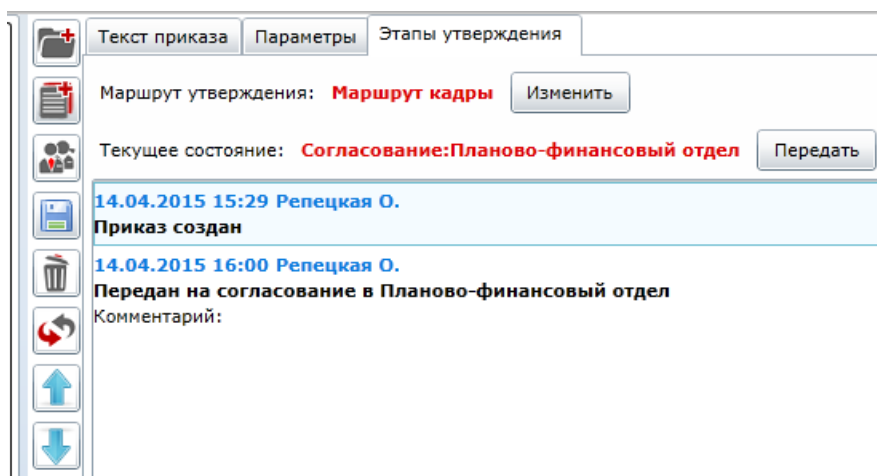 Текст приказа Параметры Этапы утверждения
Маршрут утверждения: Маршрут кадры Изменить
Текущее состояние: Согласование:Планово-финансовый отдел Передать
14.04.2015 15:29 Репецкая О.
Приказ создан
14.04.2015 16:00 Репецкая О.
Передан на согласование в Планово-финансовый отдел
Комментарий: